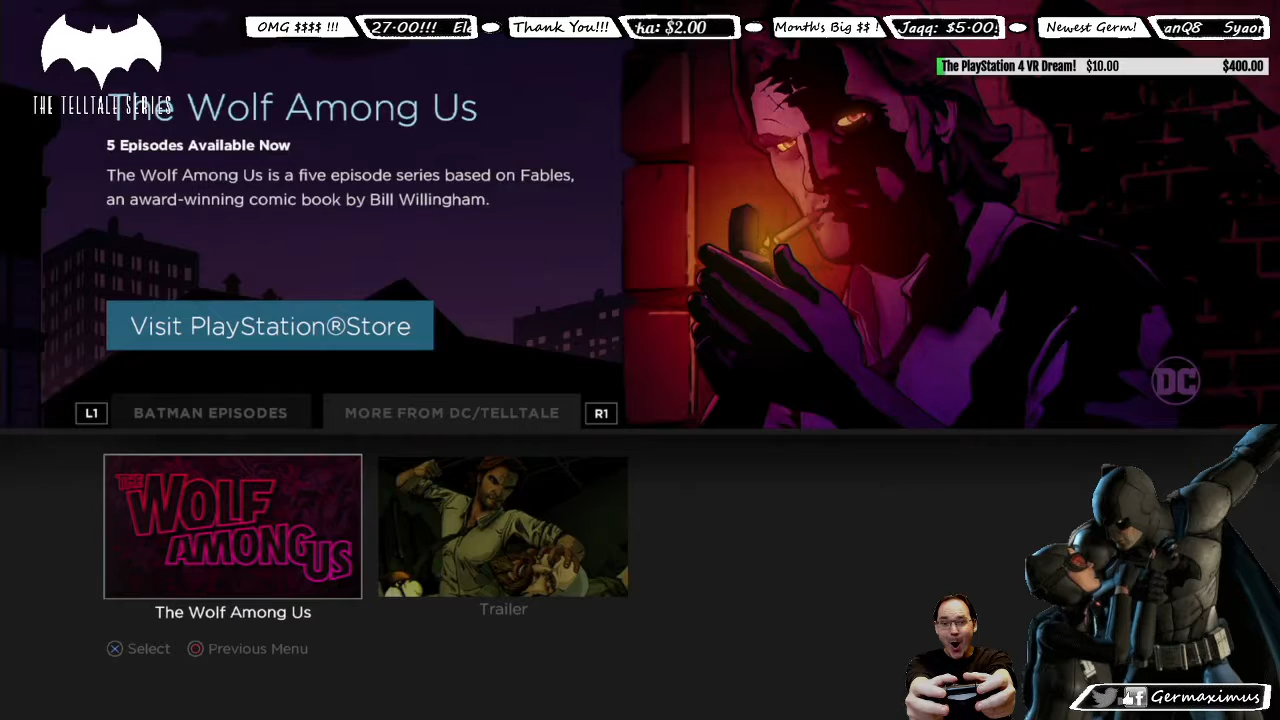 OMG $$$$ !!!
27-00!!! Ele
Thank You!!!
ka: $2.00
Month's Big $$ !
Jaqq: $5-00!
Newest Germ!
anQ8 Syaor
The PlayStation 4 VR Dream! $10.00 $400.00
THE TELLTALE SERIES
The Wolf Among Us
5 Episodes Available Now
The Wolf Among Us is a five episode series based on Fables,
an award-winning comic book by Bill Willingham.
Visit PlayStation®Store
DC
L1 BATMAN EPISODES MORE FROM DC/TELLTALE R1
THE
WOLF
AMONG
US
The Wolf Among Us
Trailer
Select Previous Menu
Germaximus